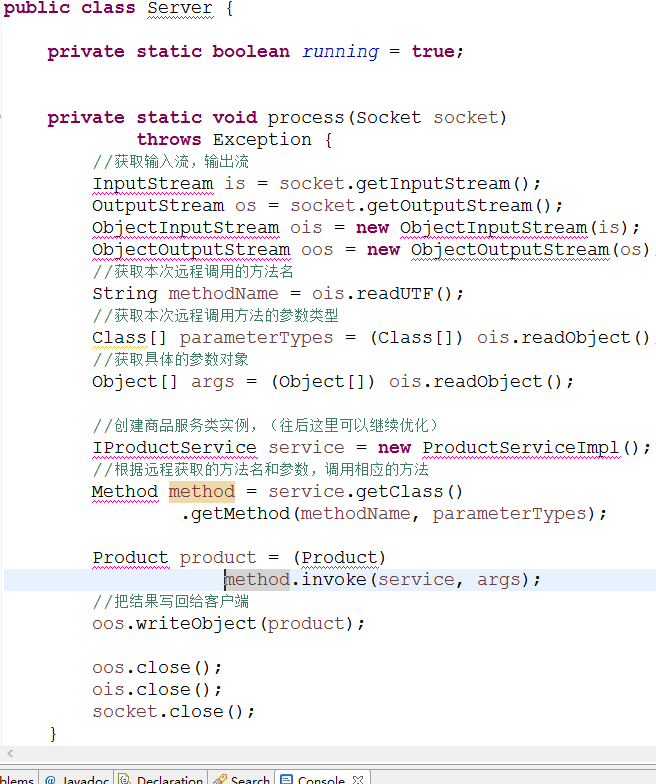 public class Server {
private static boolean running = true;
private static void process(Socket socket)
throws Exception {
//获取输入流，输出流
InputStream is = socket.getInputStream();
OutputStream os = socket.getOutputStream();
ObjectInputStream ois = new ObjectInputStream(is);
ObjectOutputStream oos = new ObjectOutputStream(os)
//获取本次远程调用的方法名
String methodName = ois.readUTF();
//获取本次远程调用方法的参数类型
Class[] parameterTypes = (Class[]) ois.readObject()
//获取具体的参数对象
Object[] args = (Object[]) ois.readObject();
//创建商品服务类实例，（往后这里可以继续优化）
IProductService service = new ProductServiceImpl();
//根据远程获取的方法名和参数，调用相应的方法
Method method = service.getClass()
.getMethod(methodName, parameterTypes);
Product product = (Product)
method.invoke(service, args);
//把结果写回给客户端
oos.writeObject(product);
oos.close();
ois.close();
socket.close();
}
blems @ Javadoc Declaration Search Console